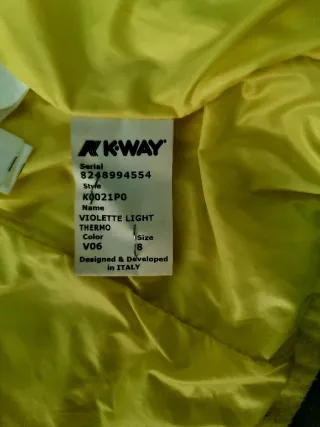 K-WAY
Serial
8248994554
Style
K0021P0
Name
VIOLETTE LIGHT
THERMO
Color Size
V06 8
Designed & Developed
in ITALY